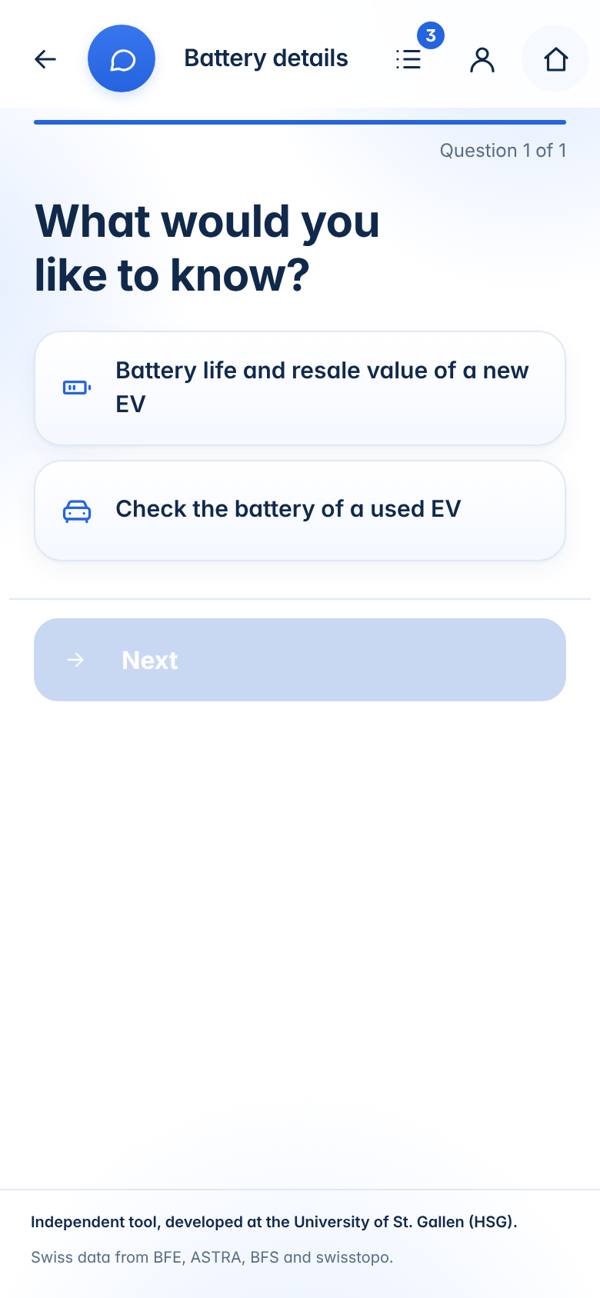 Battery details
3
Question 1 of 1
What would you
like to know?
Battery life and resale value of a new
EV
Check the battery of a used EV
Next
Independent tool, developed at the University of St. Gallen (HSG).
Swiss data from BFE, ASTRA, BFS and swisstopo.